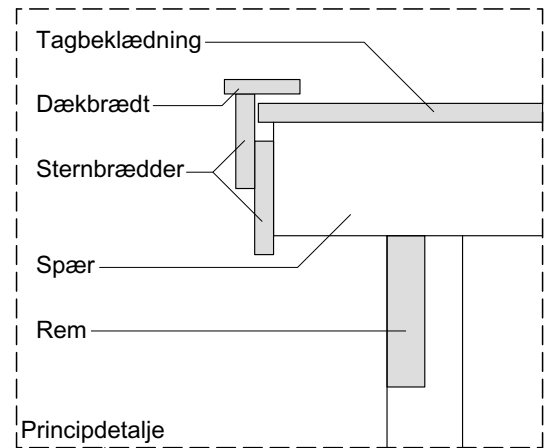 Tagbeklædning
Dækbrædt
Sternbrædder
Spær
Rem
Principdetalje